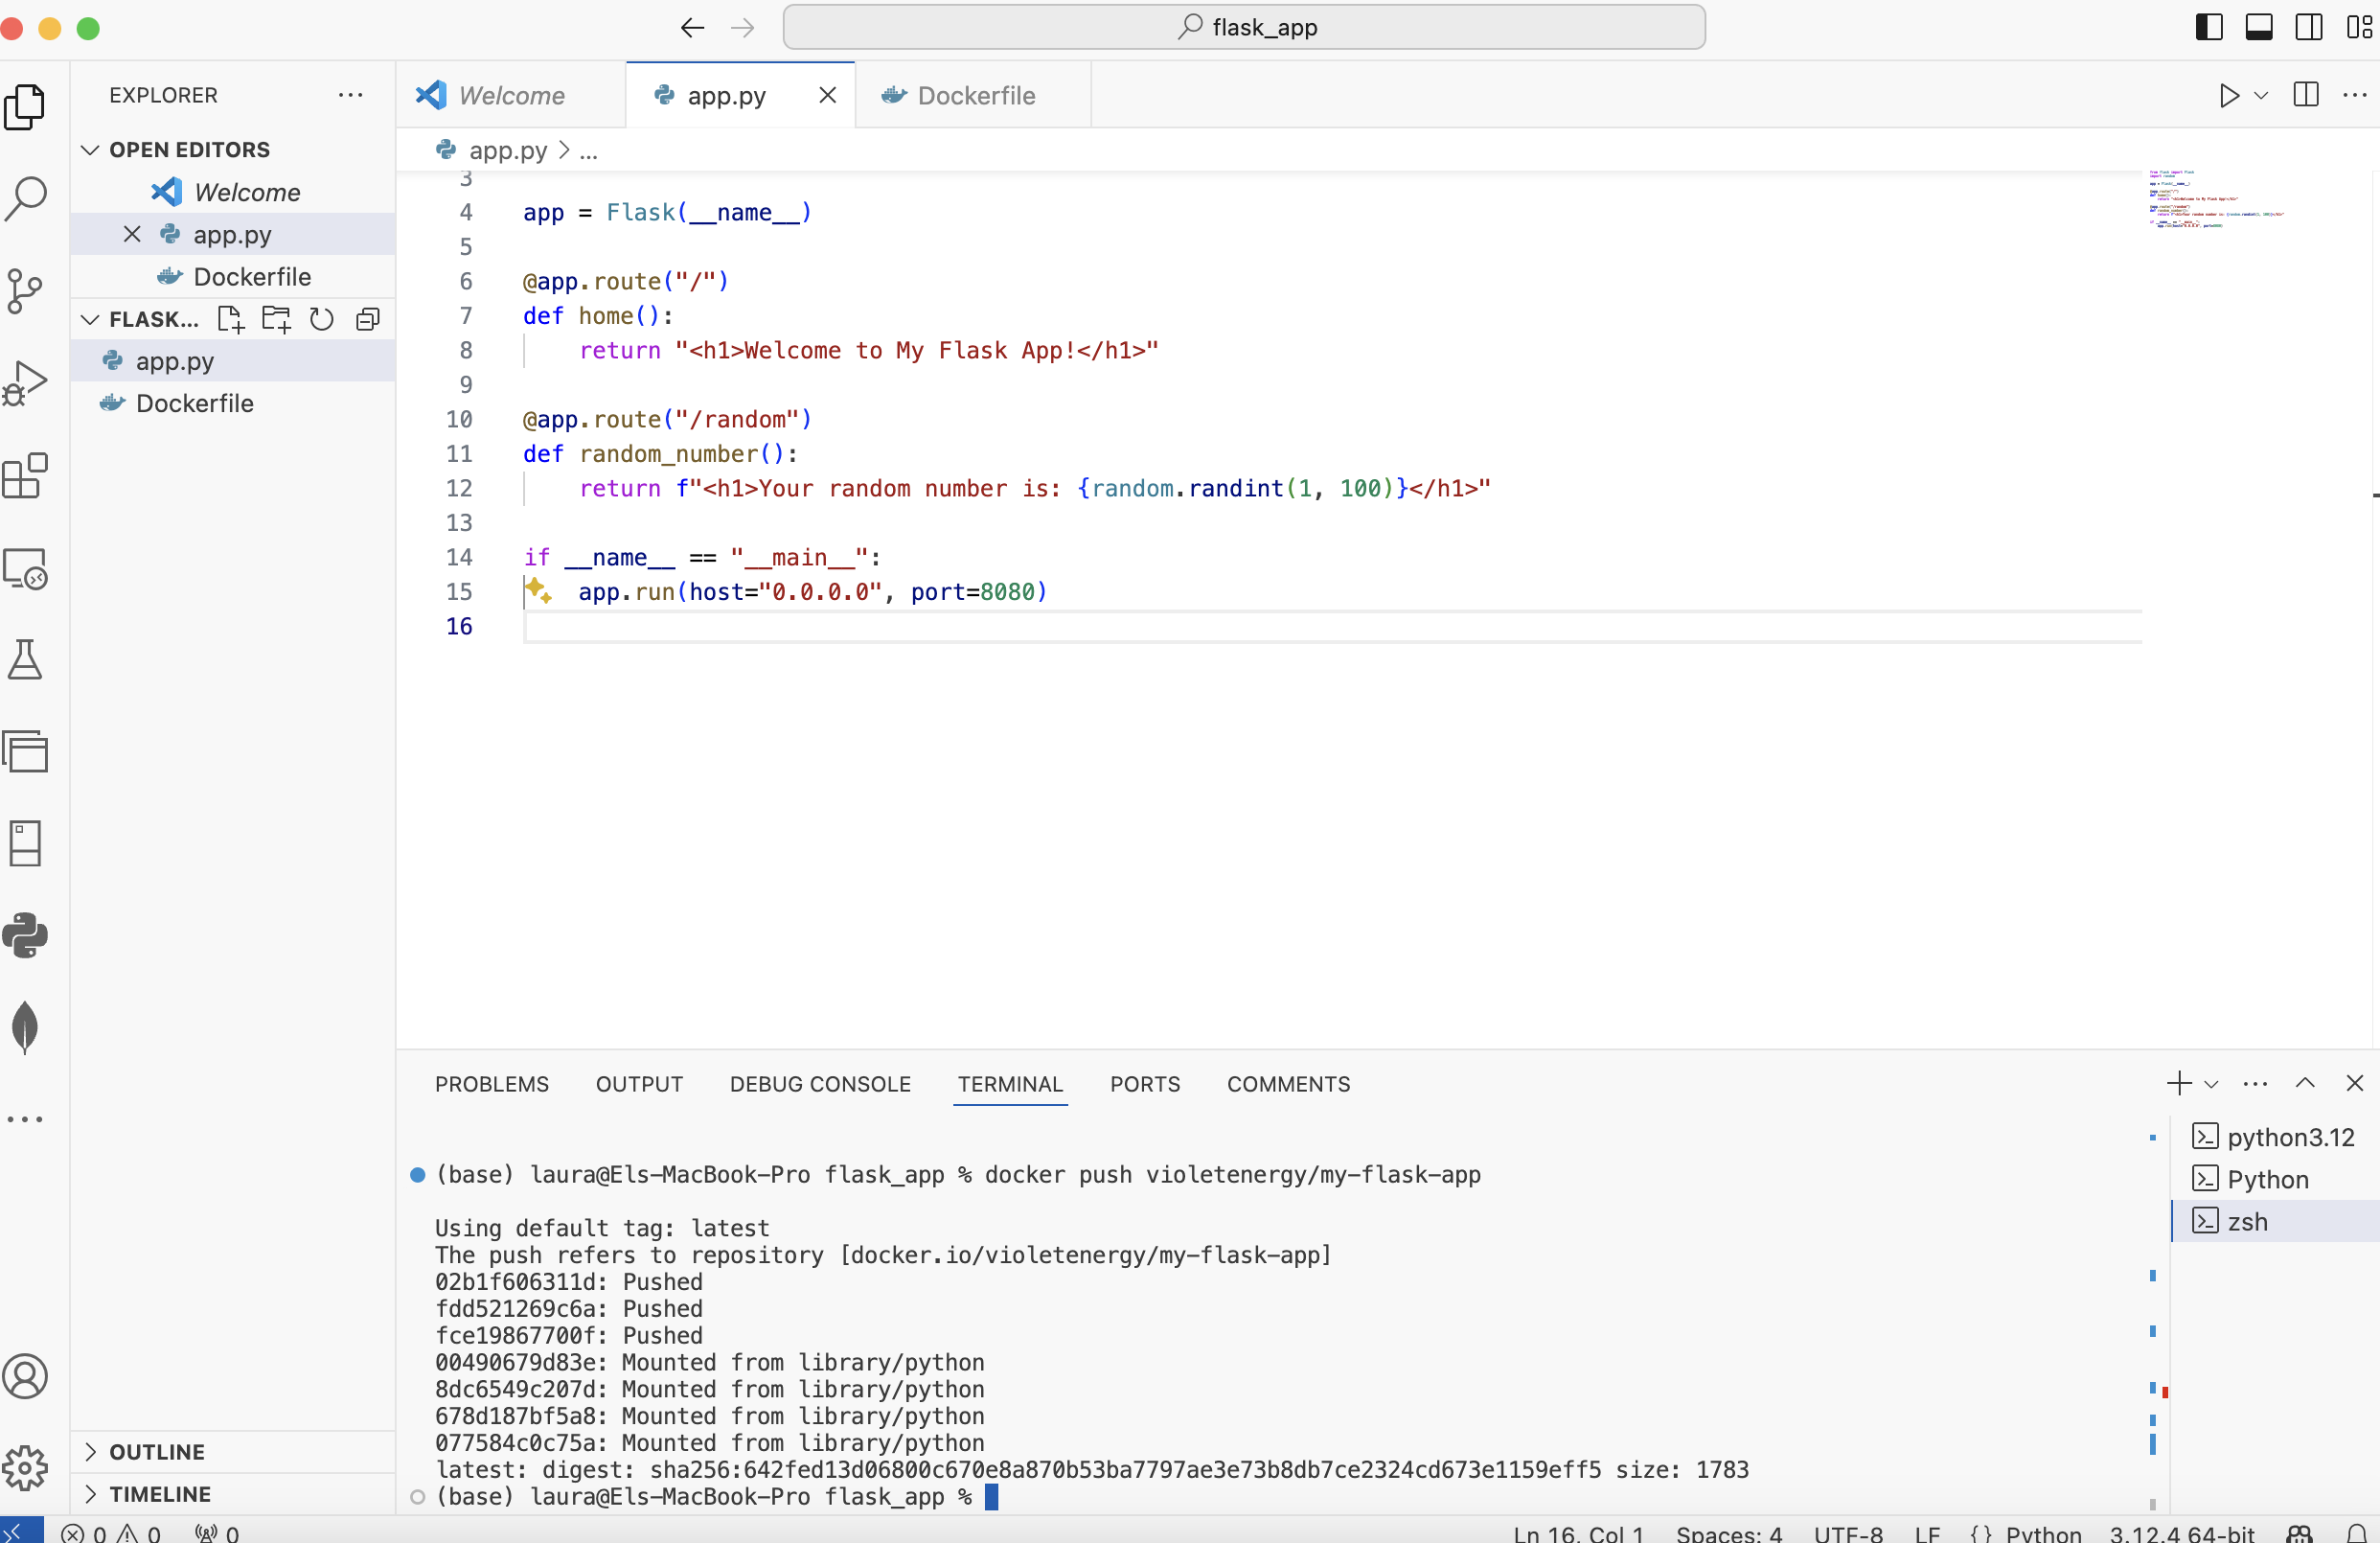 flask_app
EXPLORER
OPEN EDITORS
Welcome
app.py
Dockerfile
FLASK...
app.py
Dockerfile
OUTLINE
TIMELINE
Welcome
app.py
Dockerfile
app.py > ...
3
4 app = Flask(__name__)
5
6 @app.route("/")
7 def home():
8 return "<h1>Welcome to My Flask App!</h1>"
9
10 @app.route("/random")
11 def random_number():
12 return f"<h1>Your random number is: {random.randint(1, 100)}</h1>"
13
14 if __name__ == "__main__":
15 app.run(host="0.0.0.0", port=8080)
16
PROBLEMS OUTPUT DEBUG CONSOLE TERMINAL PORTS COMMENTS
(base) laura@Els-MacBook-Pro flask_app % docker push violetenergy/my-flask-app
Using default tag: latest
The push refers to repository [docker.io/violetenergy/my-flask-app]
02b1f606311d: Pushed
fdd521269c6a: Pushed
fce19867700f: Pushed
00490679d83e: Mounted from library/python
8dc6549c207d: Mounted from library/python
678d187bf5a8: Mounted from library/python
077584c0c75a: Mounted from library/python
latest: digest: sha256:642fed13d06800c670e8a870b53ba7797ae3e73b8db7ce2324cd673e1159eff5 size: 1783
(base) laura@Els-MacBook-Pro flask_app %
python3.12
Python
zsh
0 0 0
Ln 16, Col 1 Spaces: 4 UTF-8 LF {} Python 3.12.4 64-bit